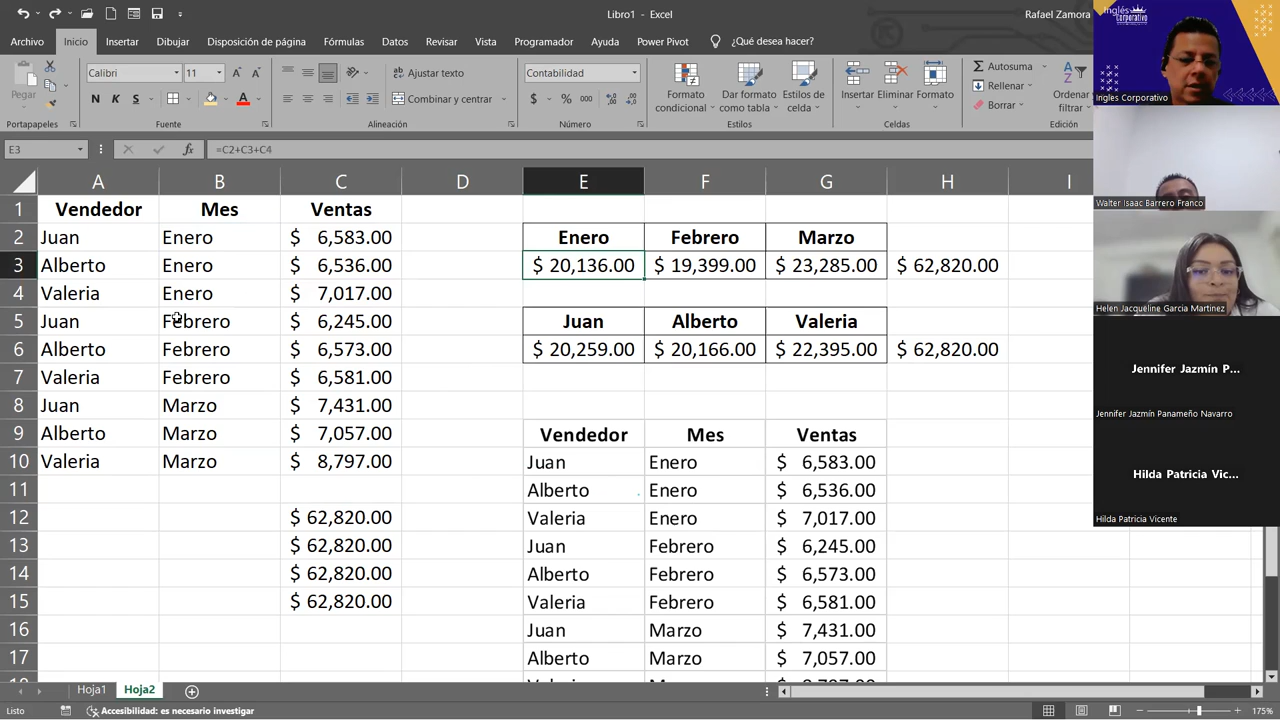 Libro1 - Excel
Rafael Zamora
Archivo Inicio Insertar Dibujar Disposición de página Fórmulas Datos Revisar Vista Programador Ayuda Power Pivot ¿Qué desea hacer?
Pegar
Calibri 11
N K S
Ajustar texto
Combinar y centrar
Contabilidad
$ % 000
Formato condicional
Dar formato como tabla
Estilos de celda
Insertar Eliminar Formato
Autosuma
Rellenar
Borrar
Ordenar
filtrar
Portapapeles Fuente Alineación Número Estilos Celdas Edición
E3 fx =C2+C3+C4
A B C D E F G H I
1 Vendedor Mes Ventas
2 Juan Enero $ 6,583.00 Enero Febrero Marzo
3 Alberto Enero $ 6,536.00 $ 20,136.00 $ 19,399.00 $ 23,285.00 $ 62,820.00
4 Valeria Enero $ 7,017.00
5 Juan Febrero $ 6,245.00 Juan Alberto Valeria
6 Alberto Febrero $ 6,573.00 $ 20,259.00 $ 20,166.00 $ 22,395.00 $ 62,820.00
7 Valeria Febrero $ 6,581.00
8 Juan Marzo $ 7,431.00
9 Alberto Marzo $ 7,057.00 Vendedor Mes Ventas
10 Valeria Marzo $ 8,797.00 Juan Enero $ 6,583.00
11 Alberto Enero $ 6,536.00
12 $ 62,820.00 Valeria Enero $ 7,017.00
13 $ 62,820.00 Juan Febrero $ 6,245.00
14 $ 62,820.00 Alberto Febrero $ 6,573.00
15 $ 62,820.00 Valeria Febrero $ 6,581.00
16 Juan Marzo $ 7,431.00
17 Alberto Marzo $ 7,057.00
Hoja1 Hoja2
Listo Accesibilidad: es necesario investigar 175%
Inglés
Corporativo
Ingles Corporativo
Walter Isaac Barrero Franco
Helen Jacqueline Garcia Martinez
Jennifer Jazmín P...
Jennifer Jazmín Panameño Navarro
Hilda Patricia Vic...
Hilda Patricia Vicente